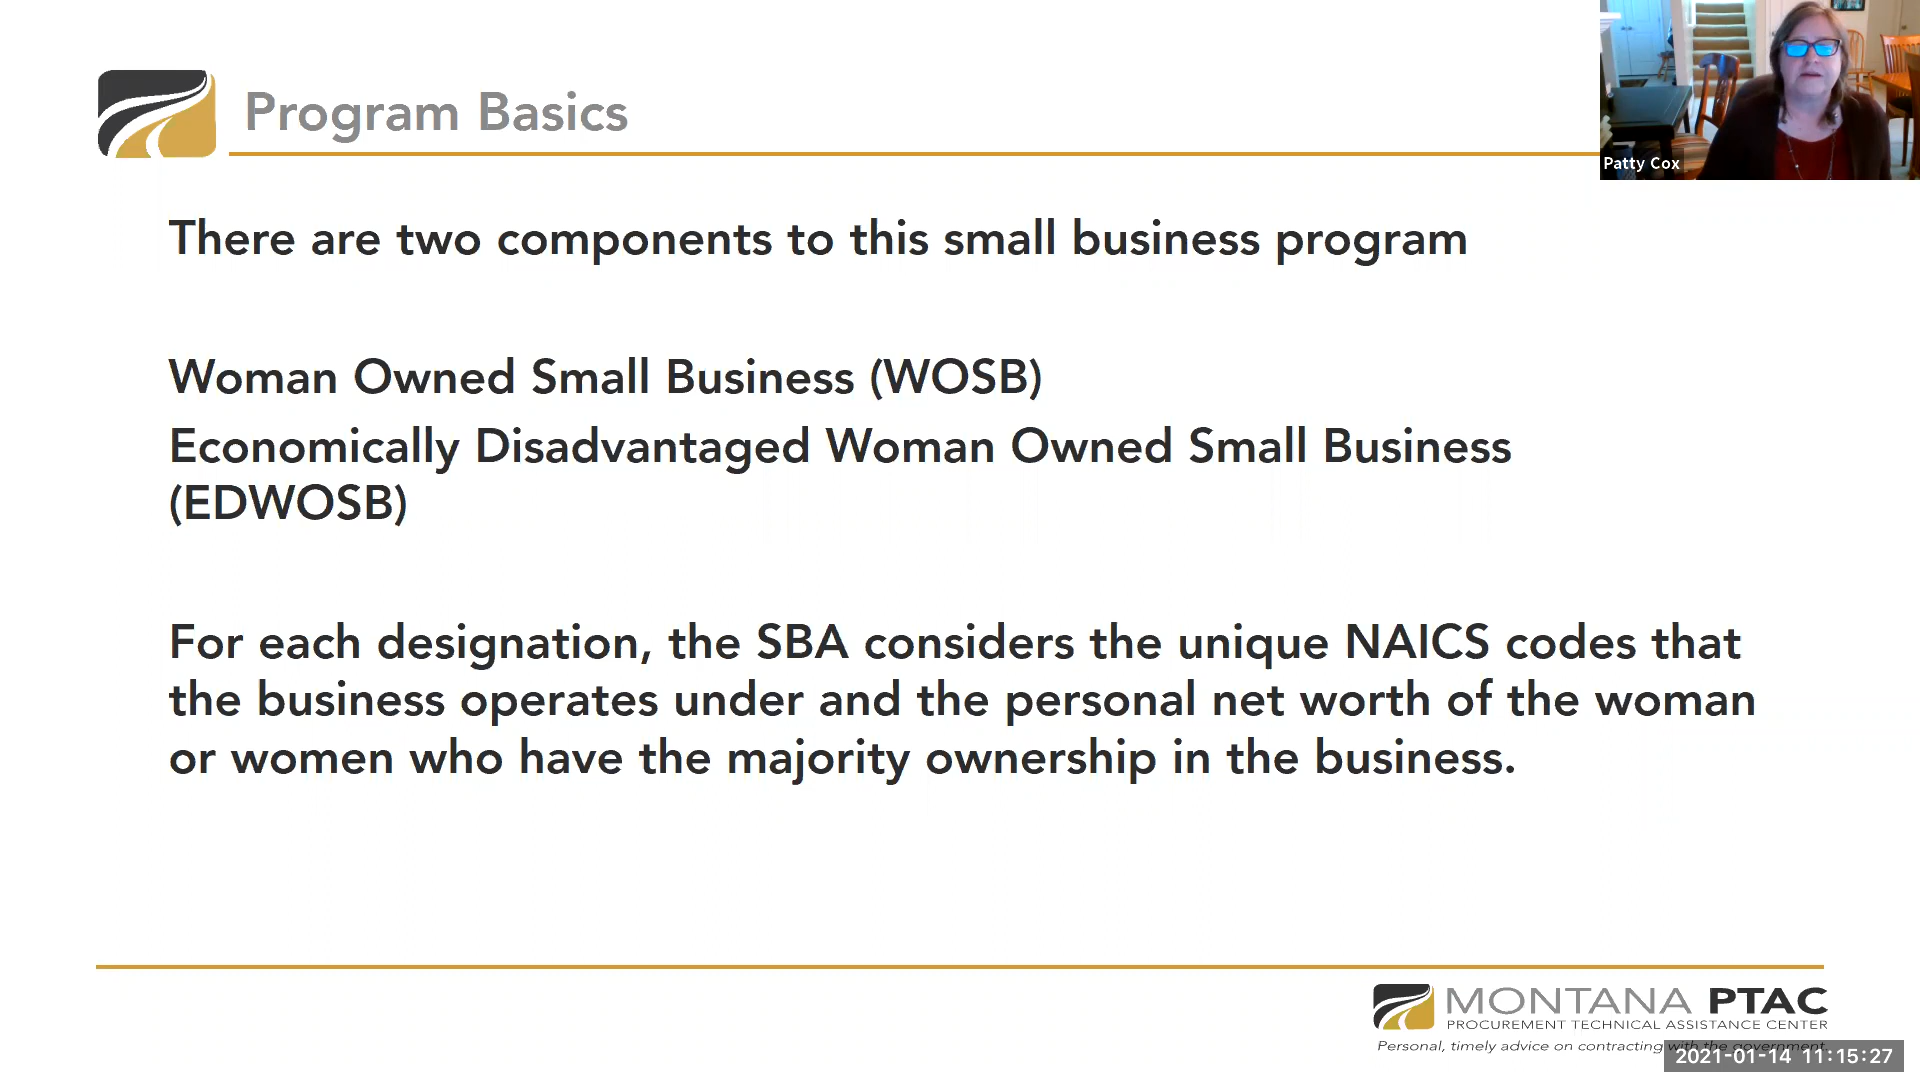 Program Basics
Patty Cox
There are two components to this small business program
Woman Owned Small Business (WOSB)
Economically Disadvantaged Woman Owned Small Business
(EDWOSB)
For each designation, the SBA considers the unique NAICS codes that
the business operates under and the personal net worth of the woman
or women who have the majority ownership in the business.
MONTANA PTAC
PROCUREMENT TECHNICAL ASSISTANCE CENTER
Personal, timely advice on contracting with the government.
2021-01-14 11:15:27